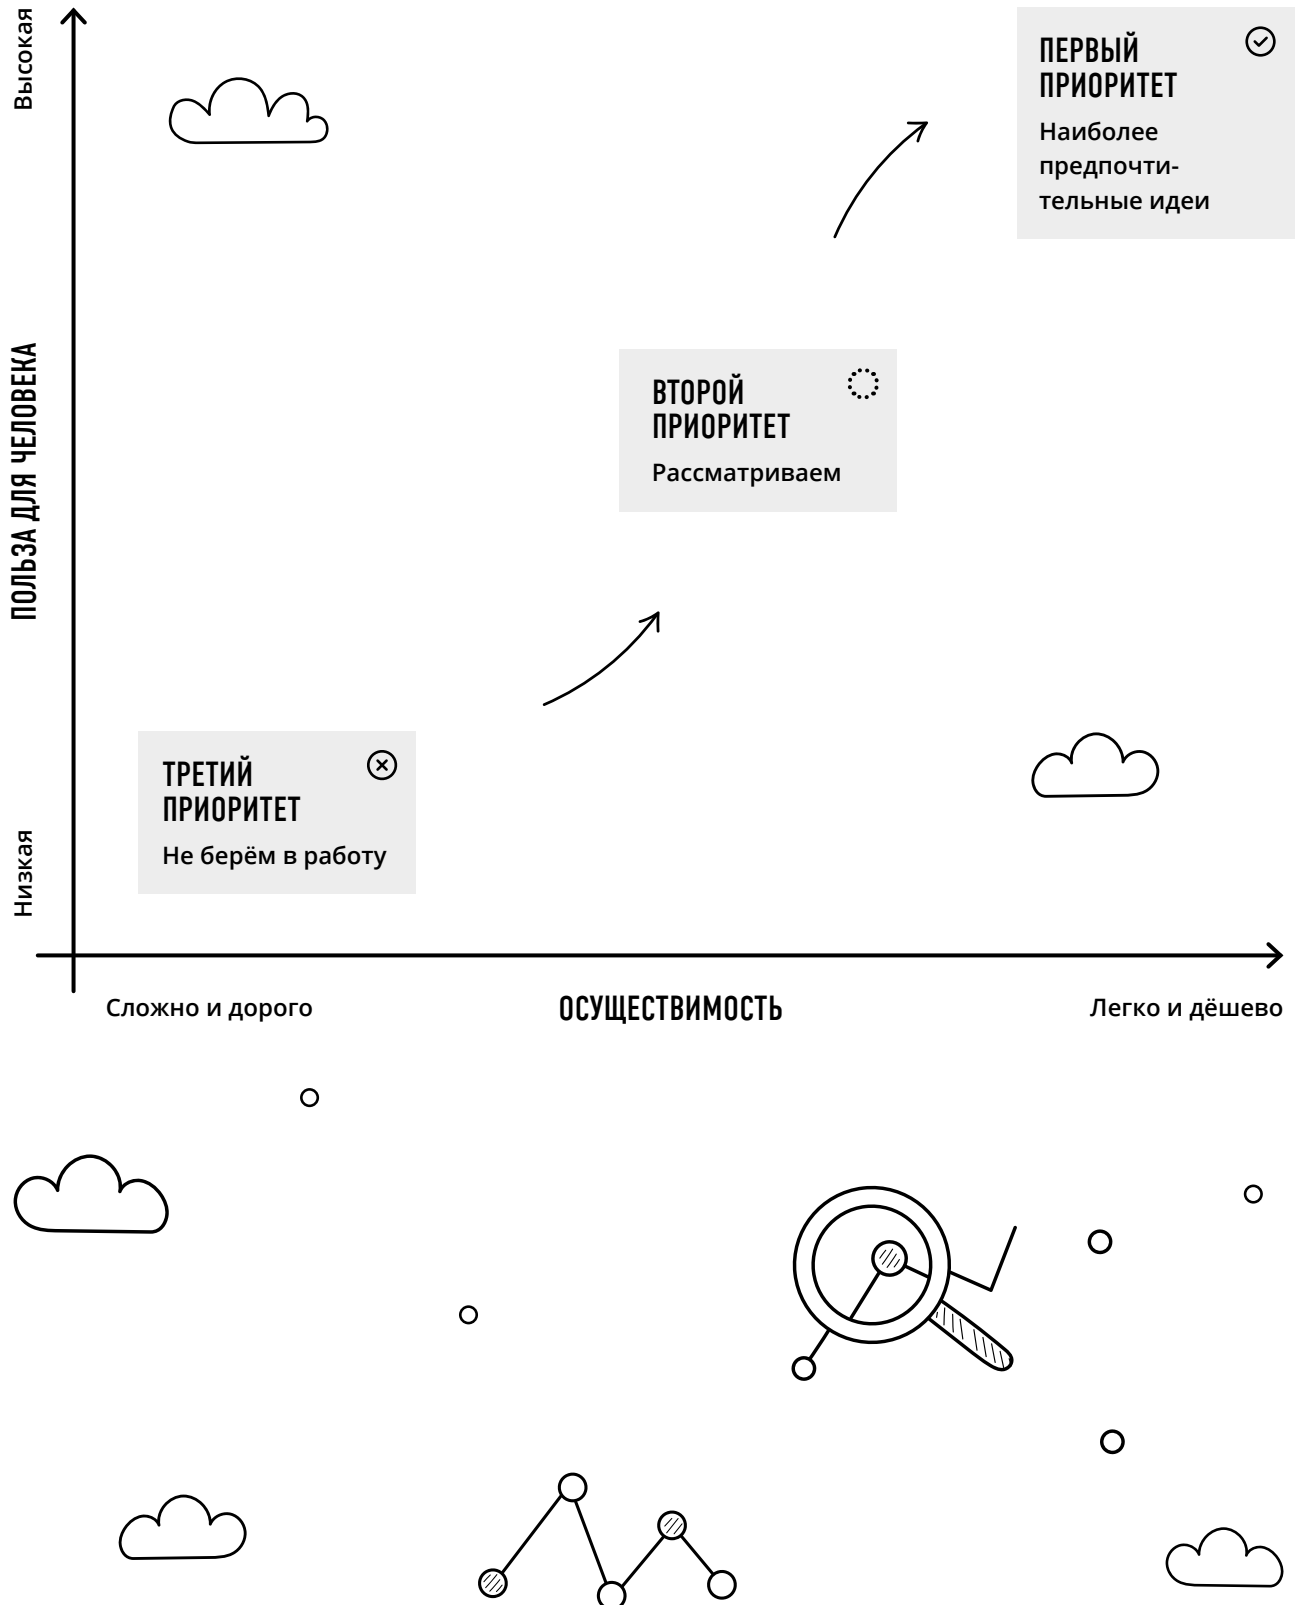 Высокая
ПЕРВЫЙ
ПРИОРИТЕТ
Наиболее
предпочти-
тельные идеи
ПОЛЬЗА ДЛЯ ЧЕЛОВЕКА
ВТОРОЙ
ПРИОРИТЕТ
Рассматриваем
ТРЕТИЙ
ПРИОРИТЕТ
Не берём в работу
Низкая
Сложно и дорого
ОСУЩЕСТВИМОСТЬ
Легко и дёшево